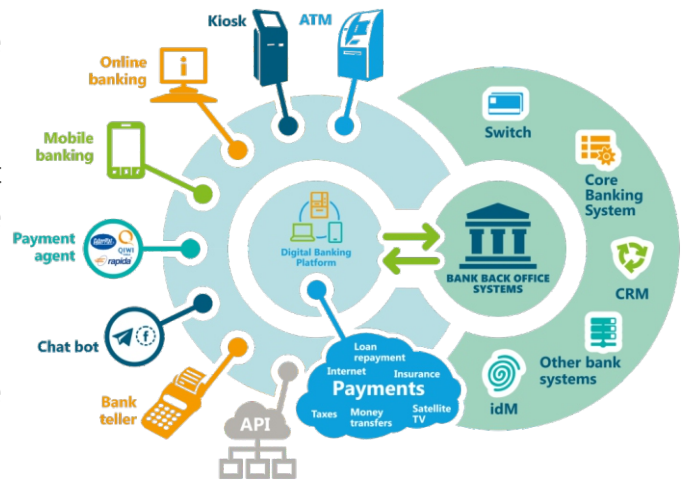 Kiosk
ATM
Online
banking
Mobile
banking
Payment
agent
QIWI
rapida
Chat bot
Bank
teller
API
Digital Banking
Platform
Loan
repayment
Internet
Insurance
Payments
Taxes
Money
transfers
Satellite
TV
BANK BACK OFFICE
SYSTEMS
Switch
Core
Banking
System
CRM
Other bank
systems
idM